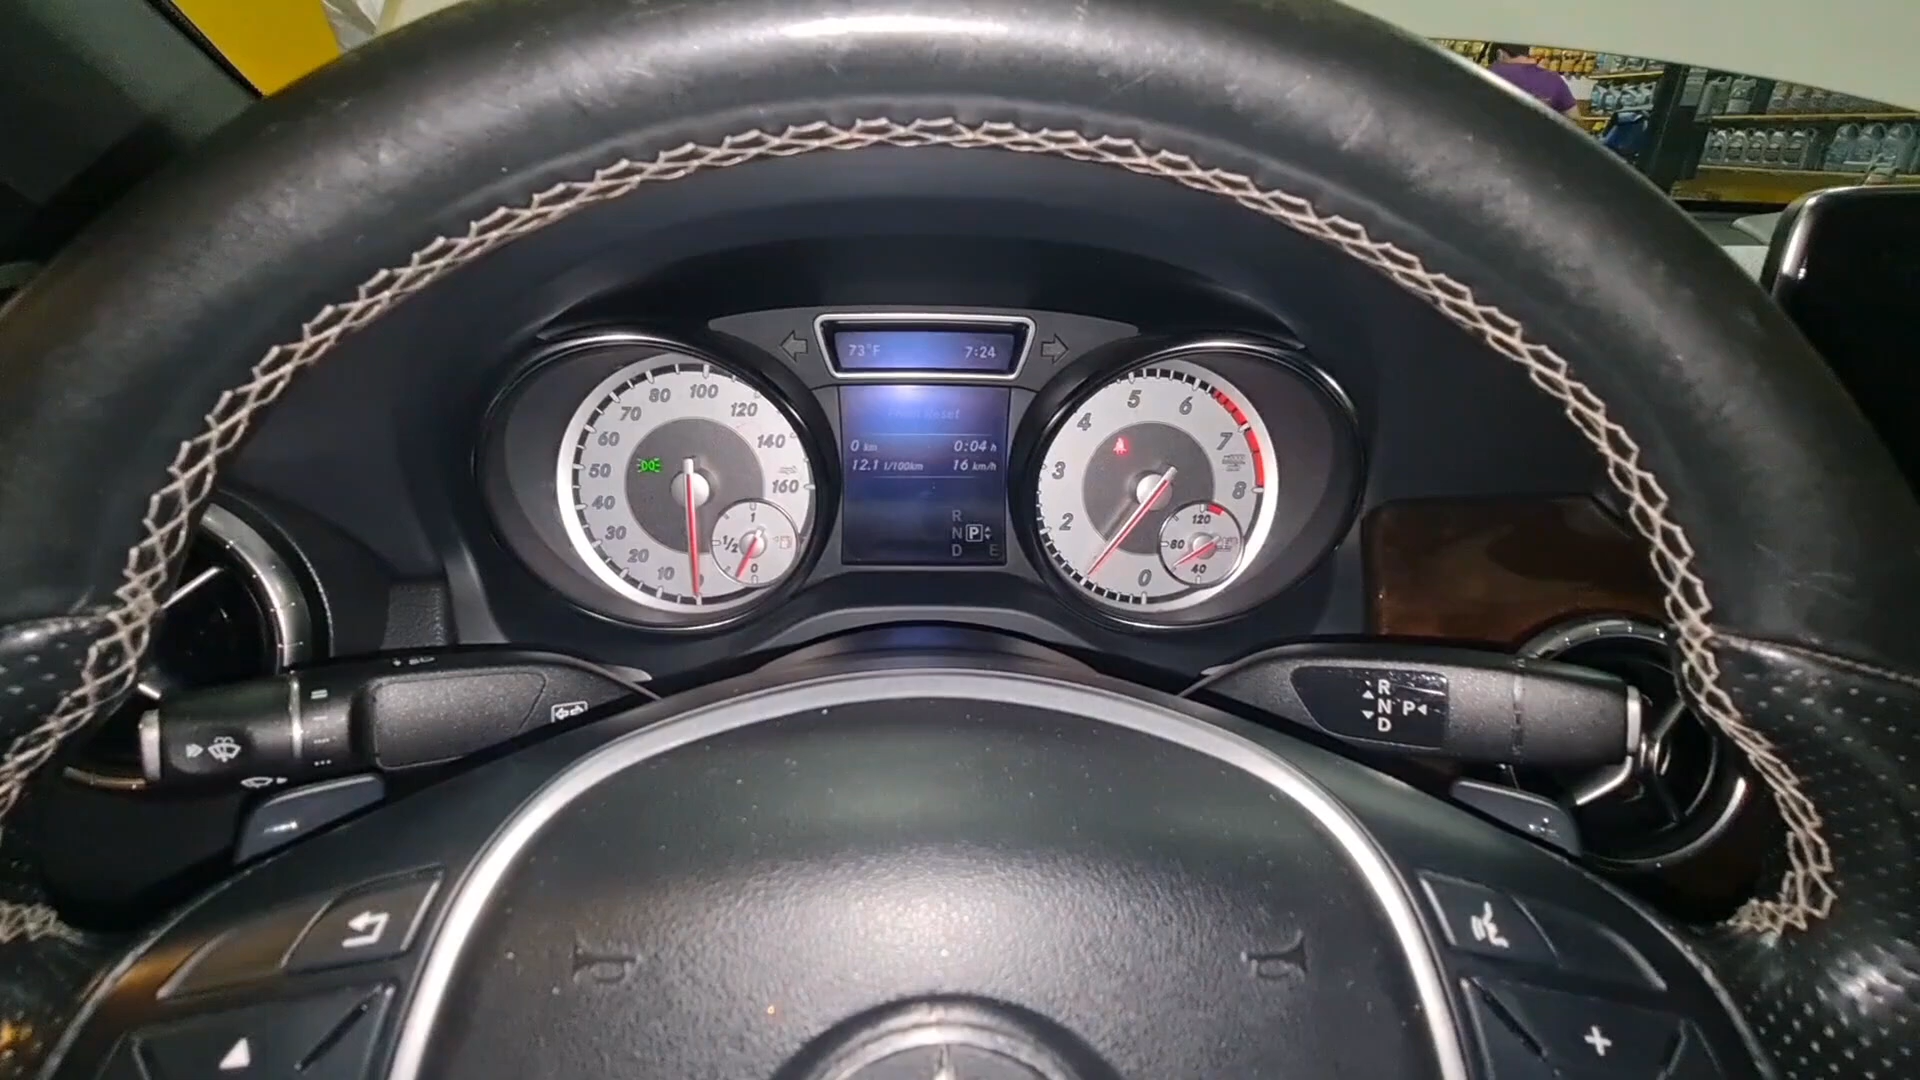 73°F 7:24
From Reset
0 km 0:04 h
12.1 l/100km 16 km/h
R
N P
D E
100
80 120
70 140
60 160
50
40
30
20
10
1
1/2
0
5
4 6
3 7
2 8
0
120
80
40
R
N P
D
+